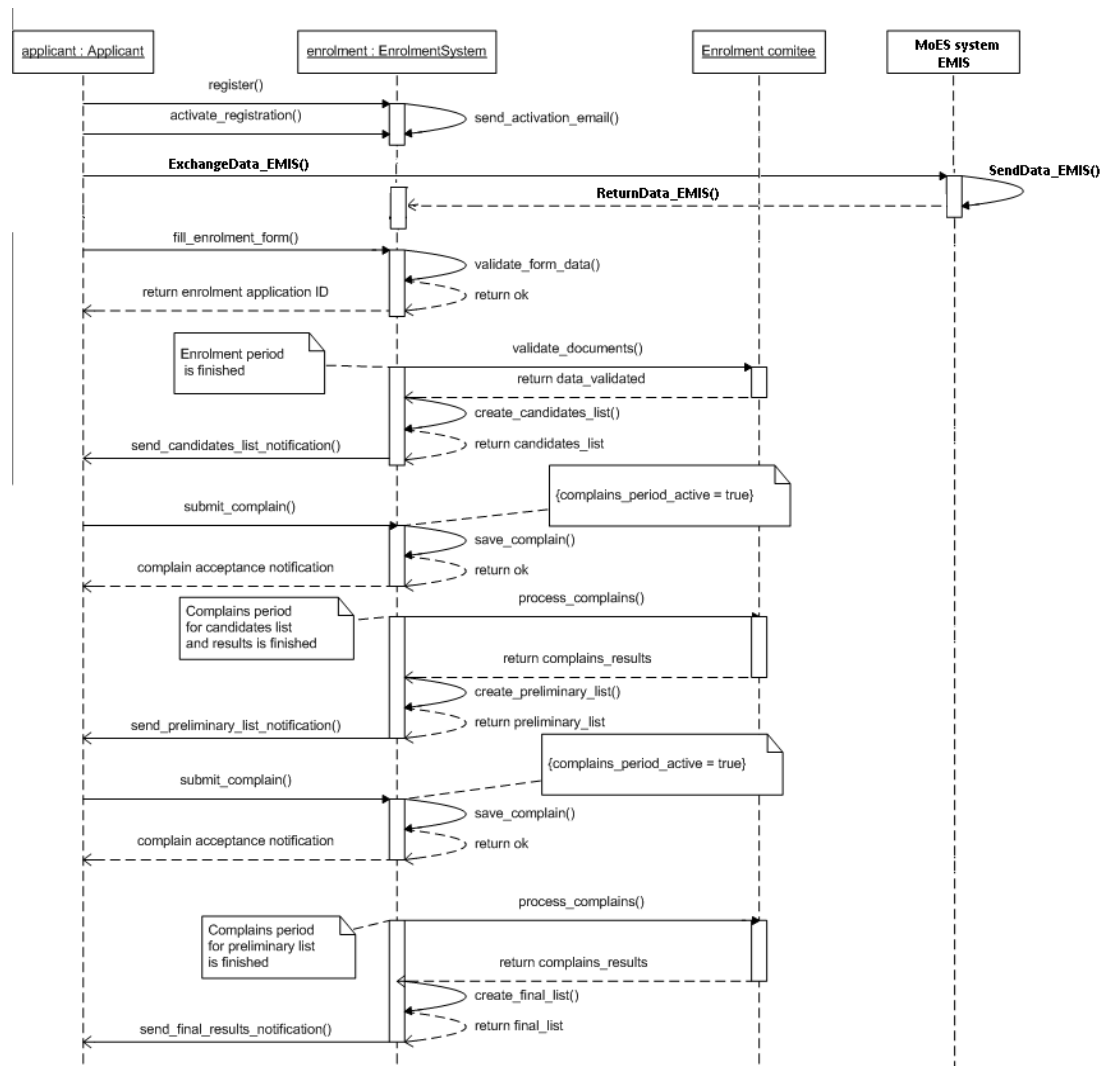 applicant : Applicant
enrolment : EnrolmentSystem
Enrolment comitee
MoES system
EMIS
register()
activate_registration()
send_activation_email()
ExchangeData_EMIS()
SendData_EMIS()
ReturnData_EMIS()
fill_enrolment_form()
validate_form_data()
return enrolment application ID
return ok
Enrolment period
is finished
validate_documents()
return data_validated
create_candidates_list()
send_candidates_list_notification()
return candidates_list
{complains_period_active = true}
submit_complain()
save_complain()
complain acceptance notification
return ok
Complains period
for candidates list
and results is finished
process_complains()
return complains_results
create_preliminary_list()
send_preliminary_list_notification()
return preliminary_list
{complains_period_active = true}
submit_complain()
save_complain()
complain acceptance notification
return ok
process_complains()
Complains period
for preliminary list
is finished
return complains_results
create_final_list()
send_final_results_notification()
return final_list